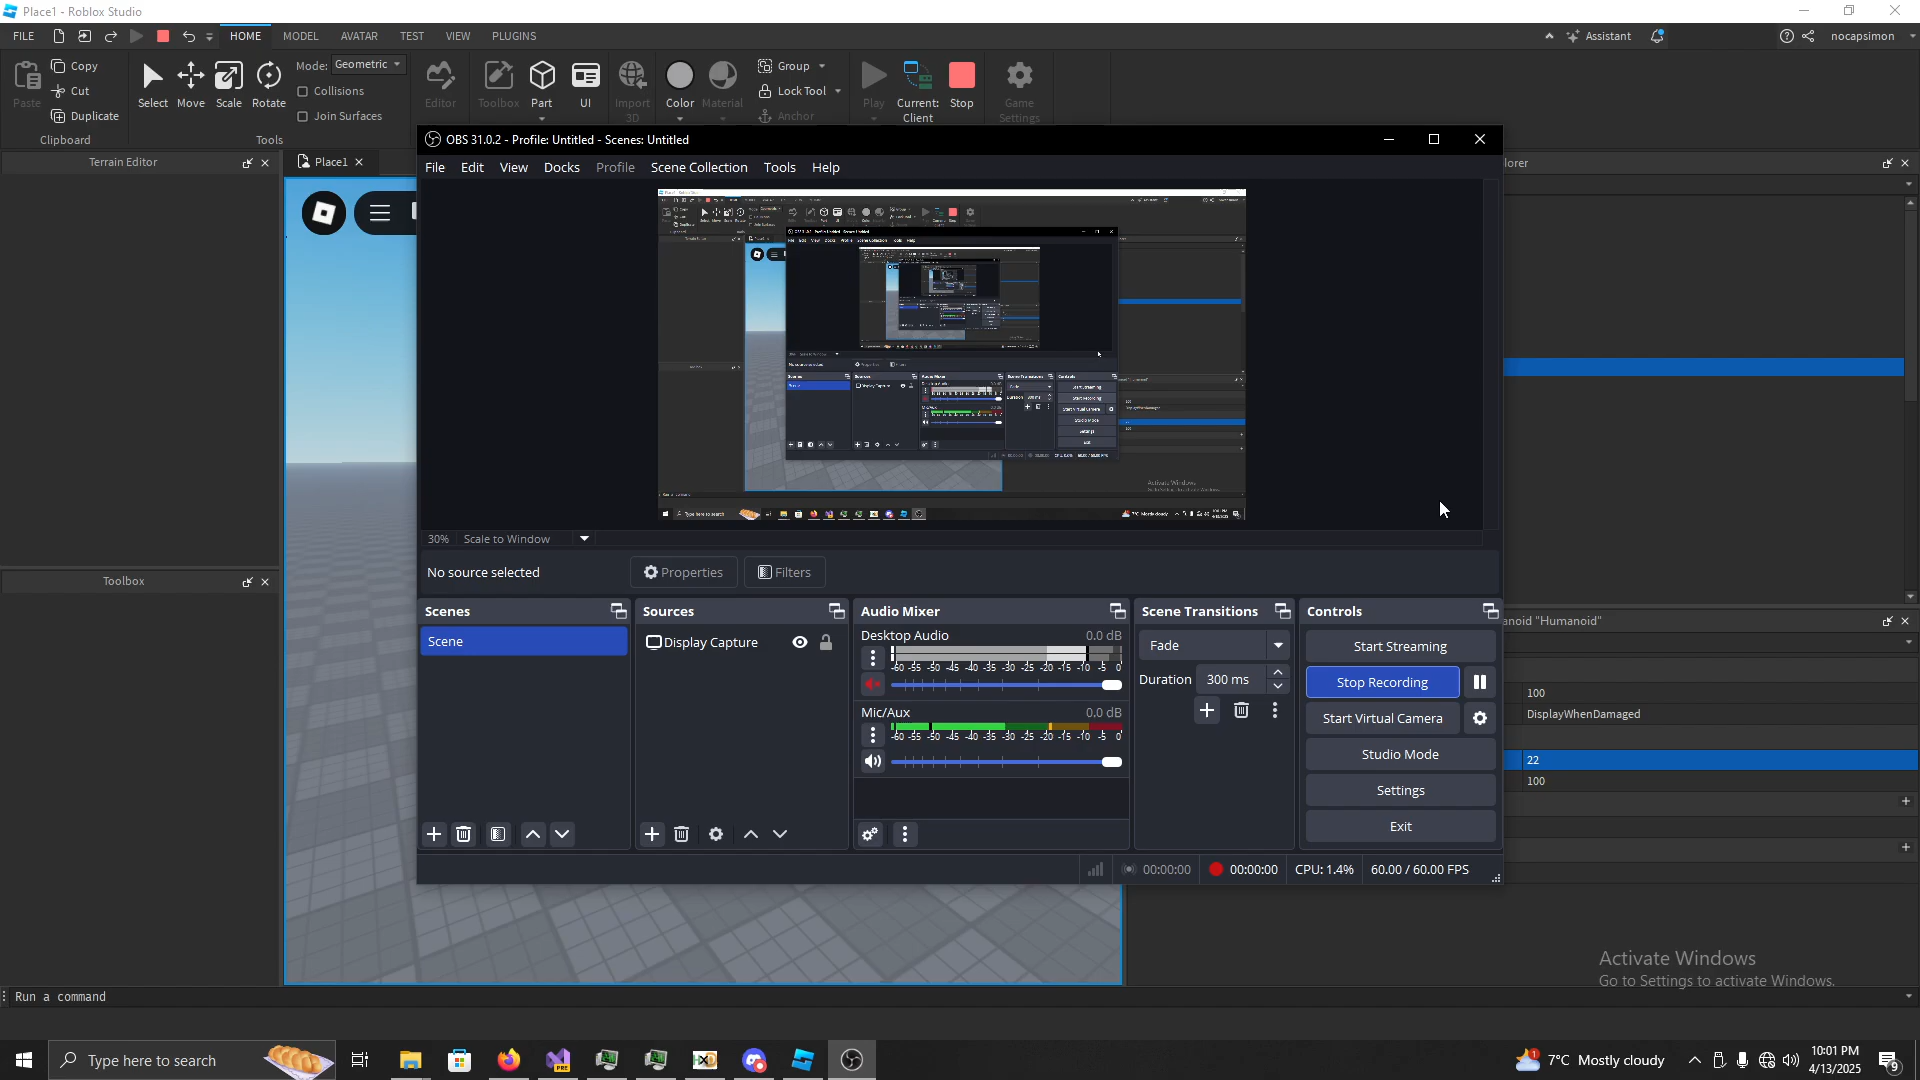 Place1 - Roblox Studio
FILE HOME MODEL AVATAR TEST VIEW PLUGINS Assistant nocapsimon
Paste Copy Cut Duplicate
Clipboard
Select Move Scale Rotate
Mode: Geometric
Collisions
Join Surfaces
Tools
Editor Toolbox Part UI Import 3D Color Material
Group
Lock Tool
Anchor
Play Current: Client Stop Game Settings
Terrain Editor
Place1
lorer
OBS 31.0.2 - Profile: Untitled - Scenes: Untitled
File Edit View Docks Profile Scene Collection Tools Help
30% Scale to Window
No source selected Properties Filters
Toolbox
Scenes
Scene
Sources
Display Capture
Audio Mixer
Desktop Audio 0.0 dB
-60 -55 -50 -45 -40 -35 -30 -25 -20 -15 -10 -5 0
Mic/Aux 0.0 dB
-60 -55 -50 -45 -40 -35 -30 -25 -20 -15 -10 -5 0
Scene Transitions
Fade
Duration 300 ms
Controls
Start Streaming
Stop Recording
Start Virtual Camera
Studio Mode
Settings
Exit
00:00:00 00:00:00 CPU: 1.4% 60.00 / 60.00 FPS
anoid "Humanoid"
100
DisplayWhenDamaged
22
100
Activate Windows
Go to Settings to activate Windows.
Run a command
Type here to search
PRE
1
7°C Mostly cloudy
10:01 PM
4/13/2025
9